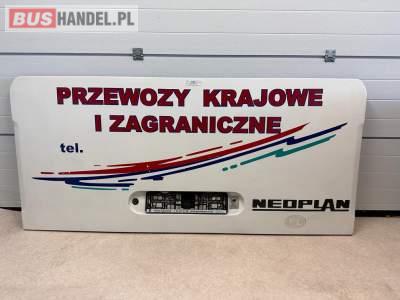 BUSHANDEL.PL
PRZEWOZY KRAJOWE
I ZAGRANICZNE
tel.
NEOPLAN